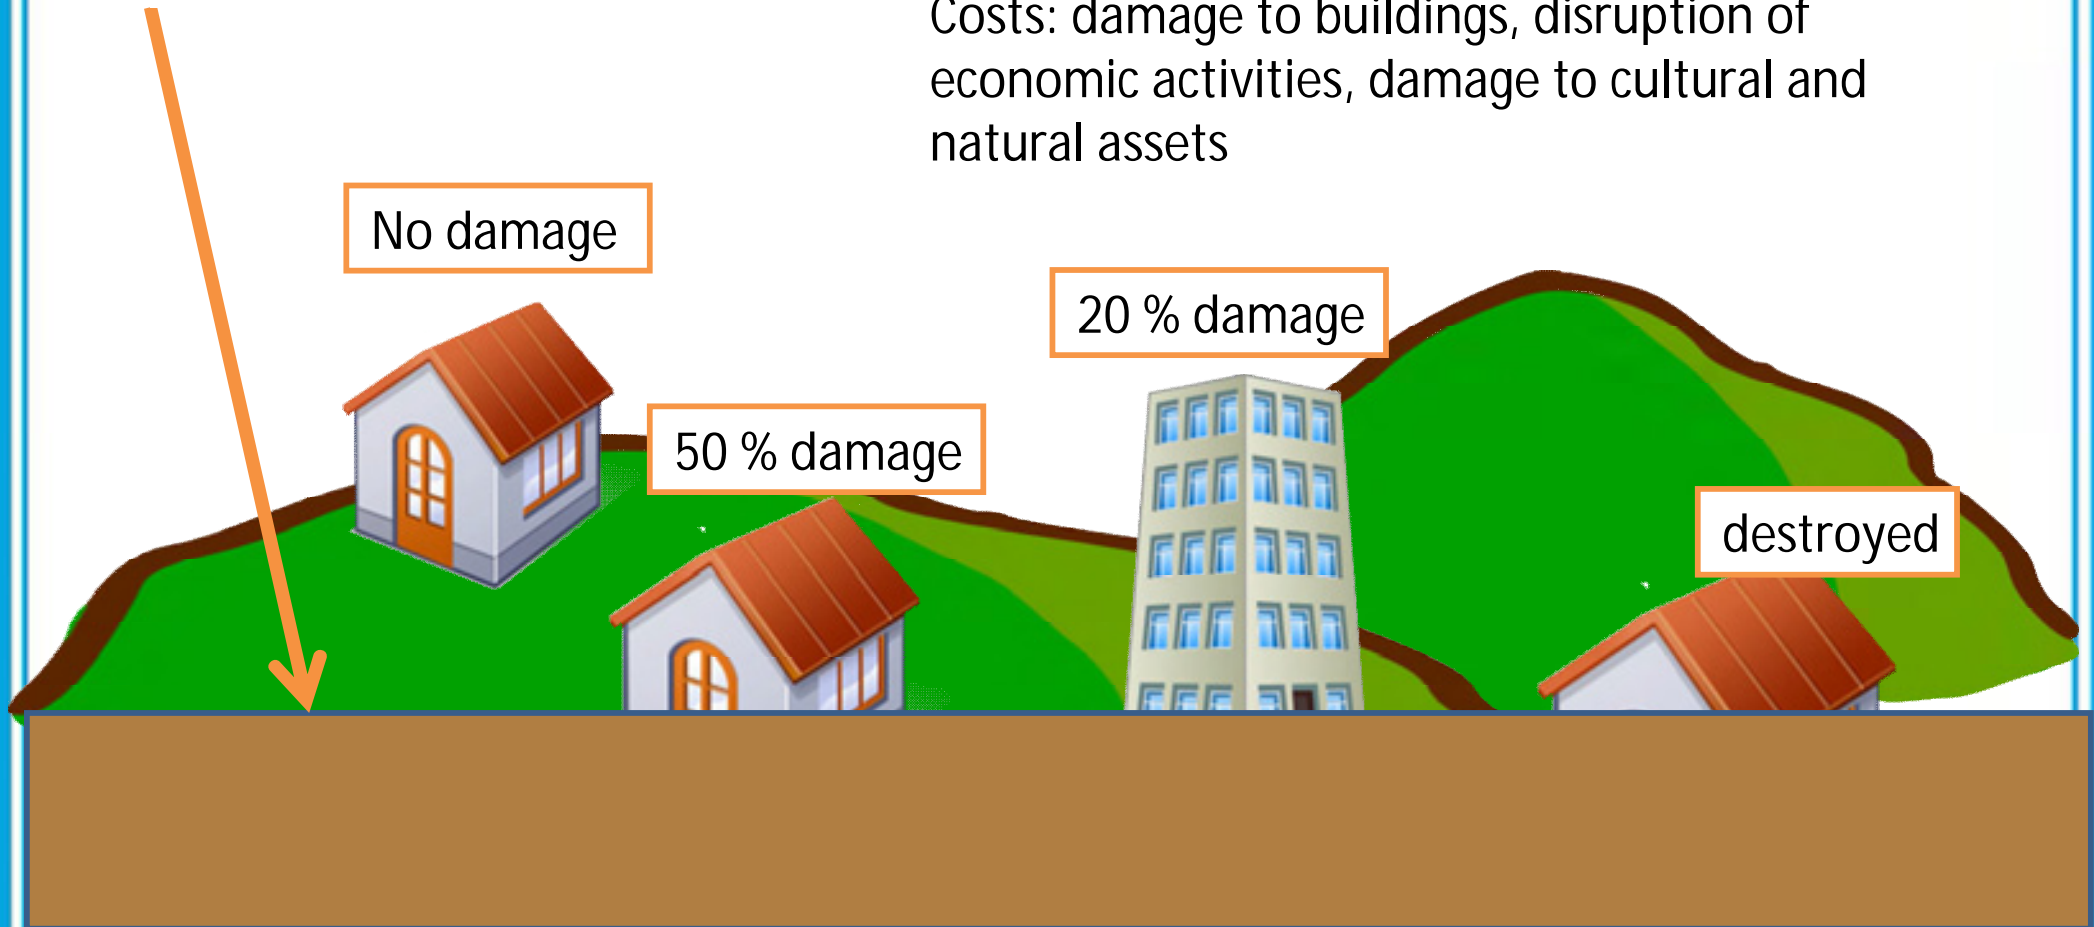 Costs: damage to buildings, disruption of
economic activities, damage to cultural and
natural assets
No damage
20 % damage
50 % damage
destroyed